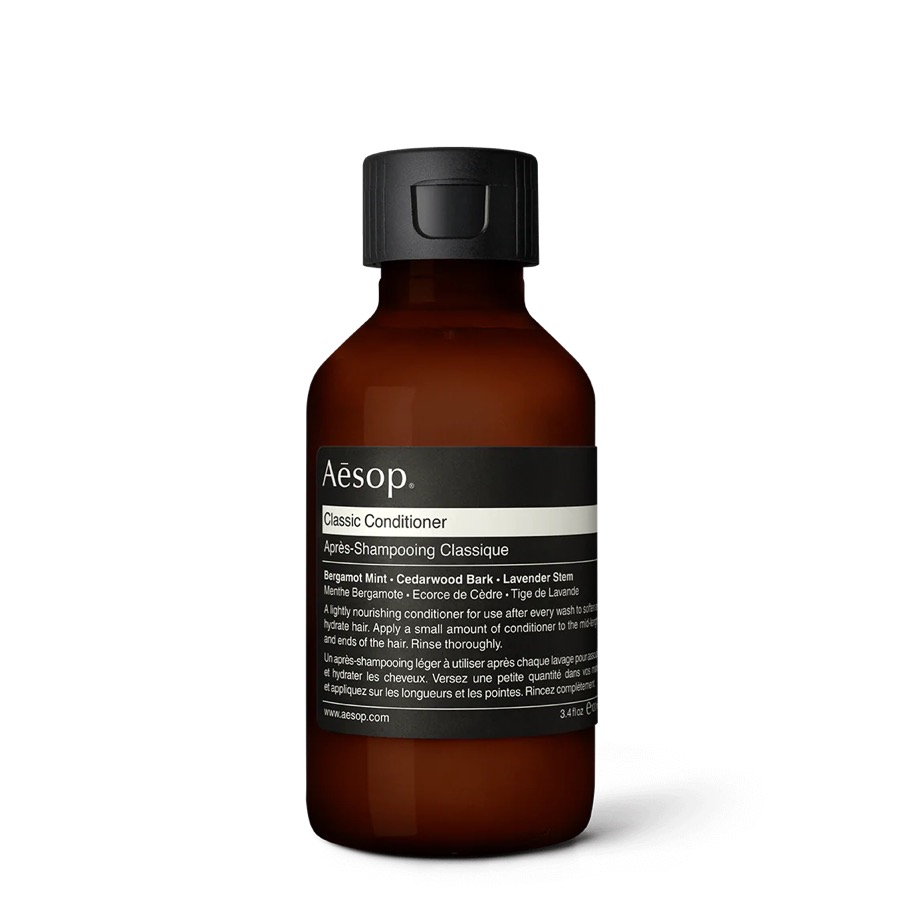 Aēsop®
Classic Conditioner
Après-Shampooing Classique
Bergamot Mint • Cedarwood Bark • Lavender Stem
Menthe Bergamote • Ecorce de Cèdre • Tige de Lavande
A lightly nourishing conditioner for use after every wash to soften
hydrate hair. Apply a small amount of conditioner to the
and ends of the hair. Rinse thoroughly.
Un après-shampooing léger à utiliser après chaque lavage pour
et hydrater les cheveux. Versez une petite quantité dans vos
et appliquez sur les longueurs et les pointes. Rincez complètement.
www.aesop.com
3.4 fl oz ℮